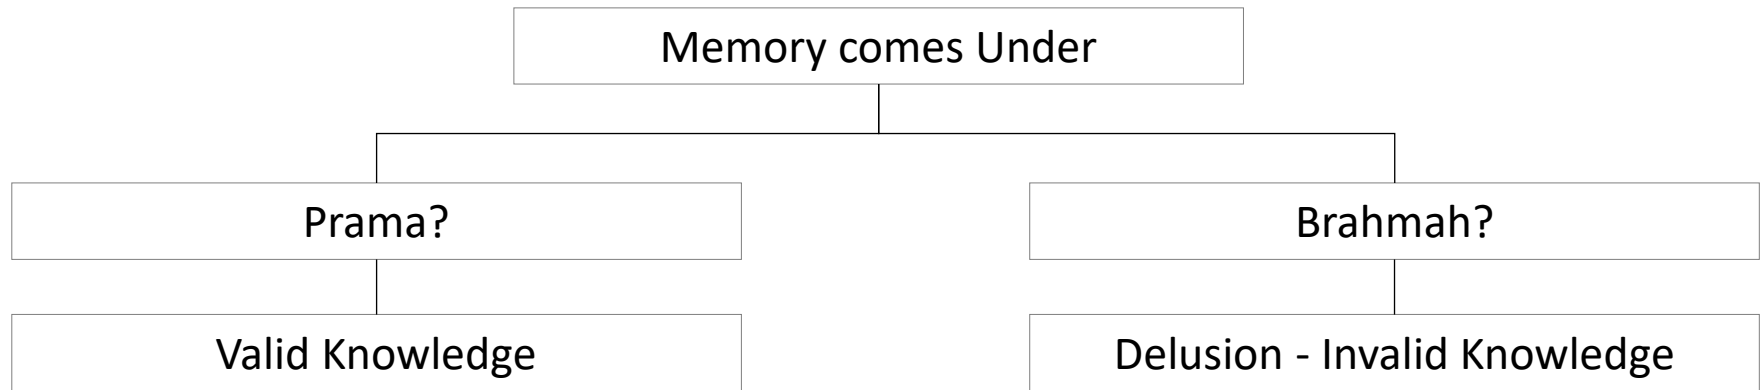 Memory comes Under
Prama?
Brahmah?
Valid Knowledge
Delusion - Invalid Knowledge